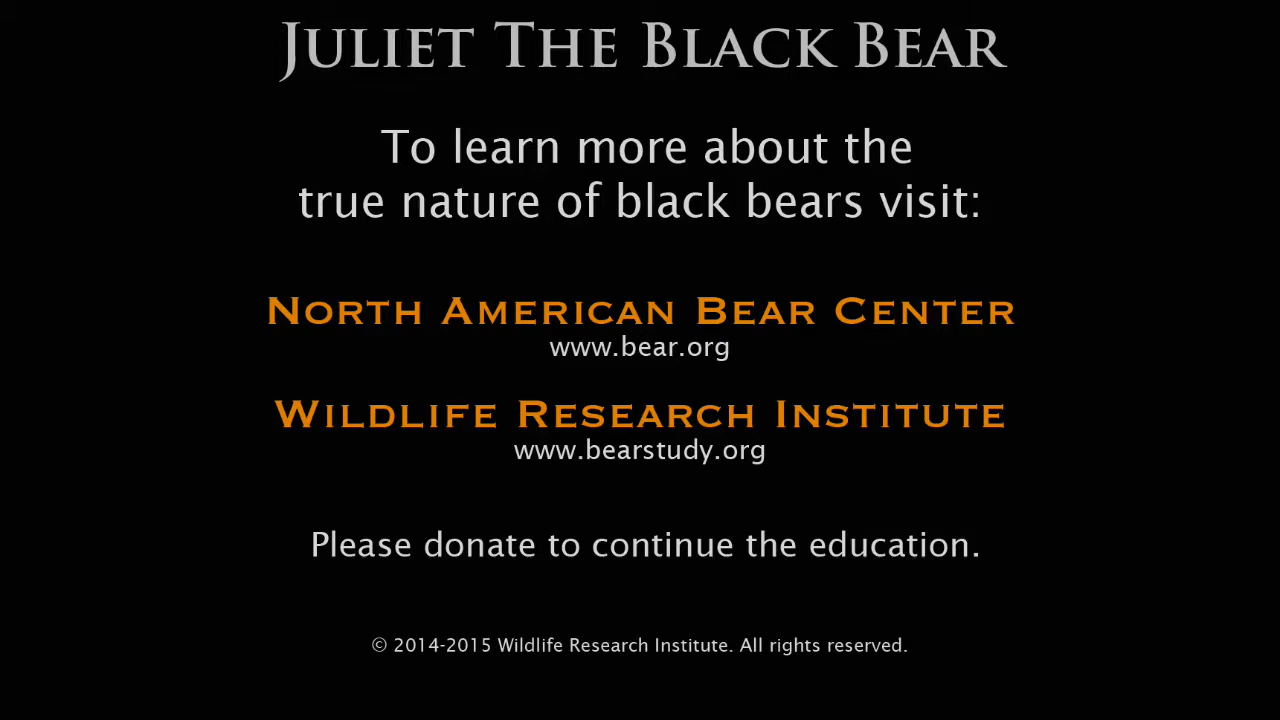 JULIET THE BLACK BEAR
To learn more about the
true nature of black bears visit:
NORTH AMERICAN BEAR CENTER
www.bear.org
WILDLIFE RESEARCH INSTITUTE
www.bearstudy.org
Please donate to continue the education.
© 2014-2015 Wildlife Research Institute. All rights reserved.